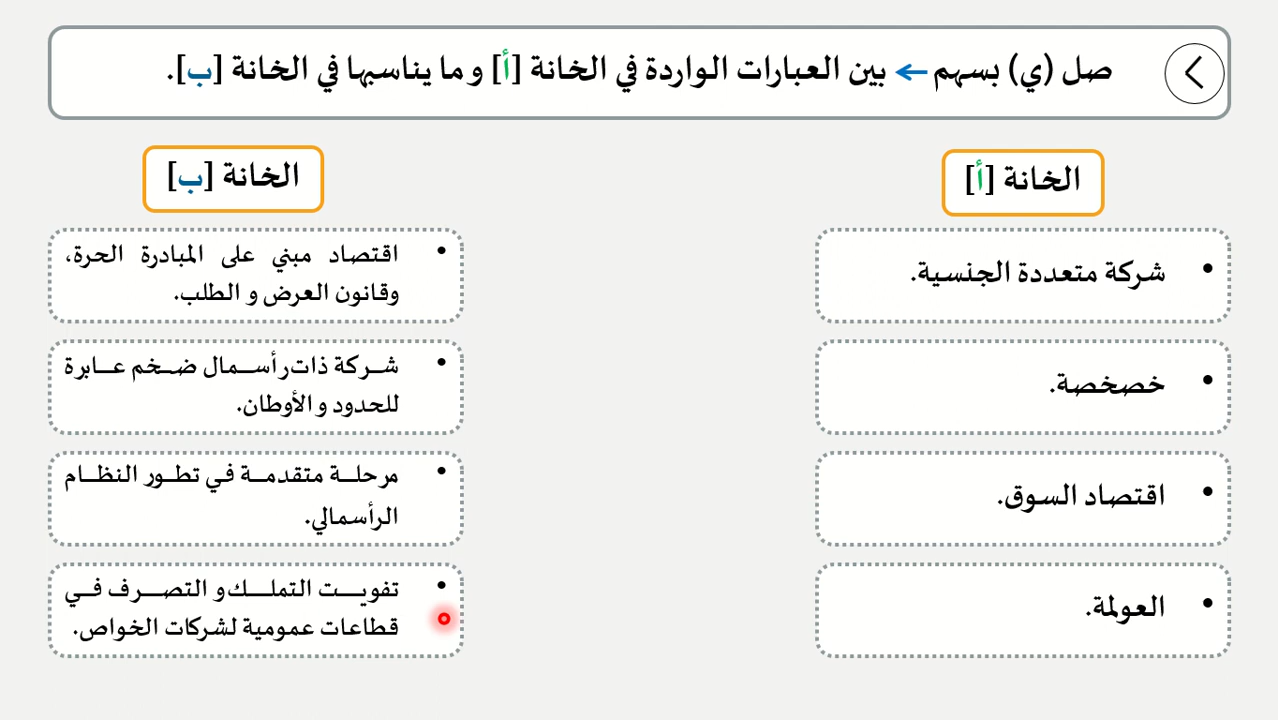 صل (ي) بسهم ← بين العبارات الواردة في الخانة [أ] و ما يناسبها في الخانة [ب].
الخانة [أ]
• شركة متعددة الجنسية.
• خصخصة.
• اقتصاد السوق.
• العولمة.
الخانة [ب]
• اقتصاد مبني على المبادرة الحرة،
وقانون العرض و الطلب.
• شركة ذات رأسمال ضخم عابرة
للحدود و الأوطان.
• مرحلة متقدمة في تطور النظام
الرأسمالي.
• تفويت التملك و التصرف في
قطاعات عمومية لشركات الخواص.